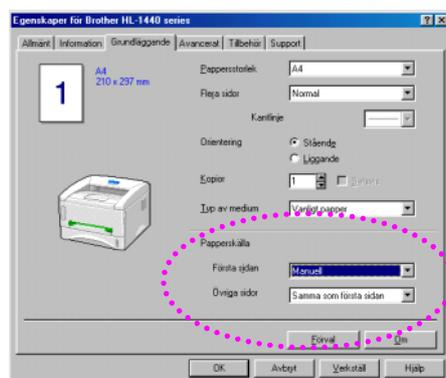 Egenskaper för Brother HL-1440 series
Allmänt Information Grundläggande Avancerat Tillbehör Support
1
A4
210 x 297 mm
Pappersstorlek A4
Flera sidor Normal
Kantlinje
Orientering Stående
Liggande
Kopior 1 Sortera
Typ av medium Vanligt papper
Papperskälla
Första sidan Manuell
Övriga sidor Samma som första sidan
Förval Om
OK Avbryt Verkställ Hjälp